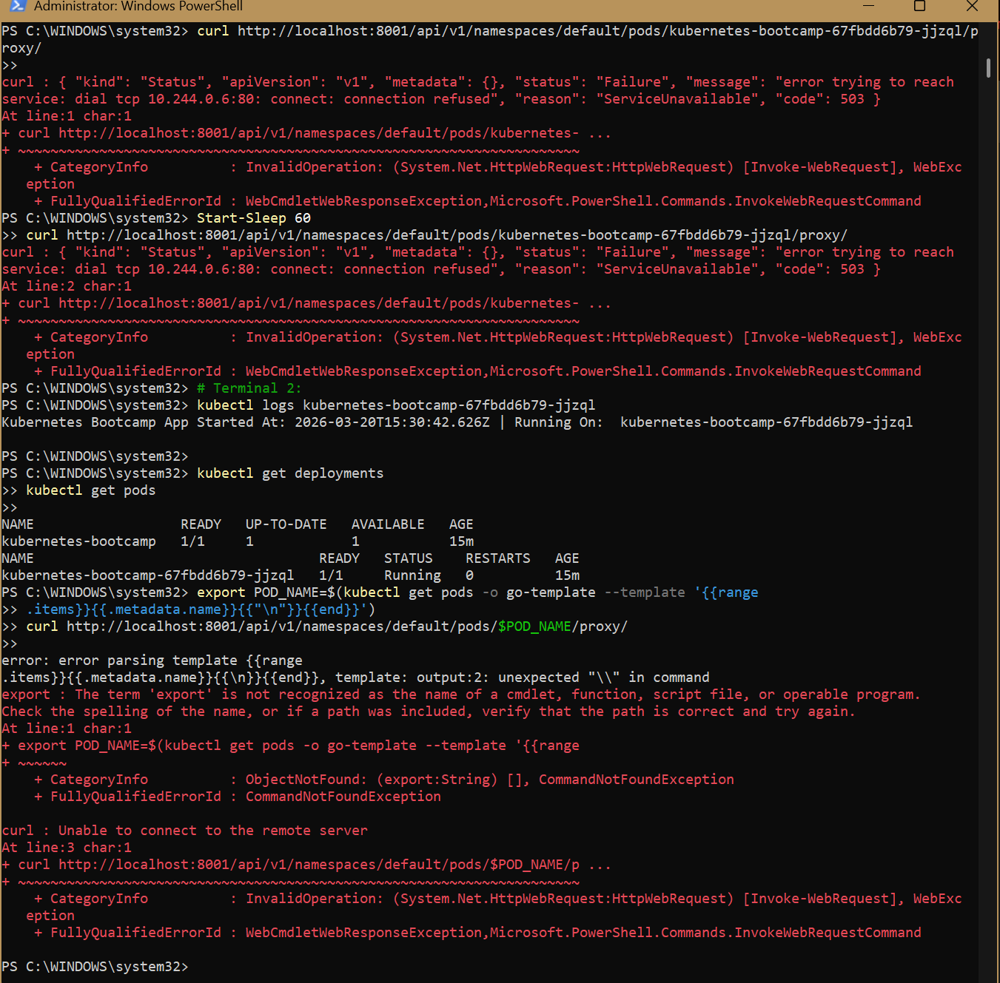 Administrator: Windows PowerShell
PS C:\WINDOWS\system32> curl http://localhost:8001/api/v1/namespaces/default/pods/kubernetes-bootcamp-67fbdd6b79-jjzql/p
roxy/
>>
curl : { "kind": "Status", "apiVersion": "v1", "metadata": {}, "status": "Failure", "message": "error trying to reach
service: dial tcp 10.244.0.6:80: connect: connection refused", "reason": "ServiceUnavailable", "code": 503 }
At line:1 char:1
+ curl http://localhost:8001/api/v1/namespaces/default/pods/kubernetes- ...
+ ~~~~~~~~~~~~~~~~~~~~~~~~~~~~~~~~~~~~~~~~~~~~~~~~~~~~~~~~~~~~~~~~~~~~~
    + CategoryInfo          : InvalidOperation: (System.Net.HttpWebRequest:HttpWebRequest) [Invoke-WebRequest], WebExc
   eption
    + FullyQualifiedErrorId : WebCmdletWebResponseException,Microsoft.PowerShell.Commands.InvokeWebRequestCommand
PS C:\WINDOWS\system32> Start-Sleep 60
>> curl http://localhost:8001/api/v1/namespaces/default/pods/kubernetes-bootcamp-67fbdd6b79-jjzql/proxy/
curl : { "kind": "Status", "apiVersion": "v1", "metadata": {}, "status": "Failure", "message": "error trying to reach
service: dial tcp 10.244.0.6:80: connect: connection refused", "reason": "ServiceUnavailable", "code": 503 }
At line:2 char:1
+ curl http://localhost:8001/api/v1/namespaces/default/pods/kubernetes- ...
+ ~~~~~~~~~~~~~~~~~~~~~~~~~~~~~~~~~~~~~~~~~~~~~~~~~~~~~~~~~~~~~~~~~~~~~
    + CategoryInfo          : InvalidOperation: (System.Net.HttpWebRequest:HttpWebRequest) [Invoke-WebRequest], WebExc
   eption
    + FullyQualifiedErrorId : WebCmdletWebResponseException,Microsoft.PowerShell.Commands.InvokeWebRequestCommand
PS C:\WINDOWS\system32> # Terminal 2:
PS C:\WINDOWS\system32> kubectl logs kubernetes-bootcamp-67fbdd6b79-jjzql
Kubernetes Bootcamp App Started At: 2026-03-20T15:30:42.626Z | Running On:  kubernetes-bootcamp-67fbdd6b79-jjzql
PS C:\WINDOWS\system32>
PS C:\WINDOWS\system32> kubectl get deployments
>> kubectl get pods
>>
NAME                  READY   UP-TO-DATE   AVAILABLE   AGE
kubernetes-bootcamp   1/1     1            1           15m
NAME                                   READY   STATUS    RESTARTS   AGE
kubernetes-bootcamp-67fbdd6b79-jjzql   1/1     Running   0          15m
PS C:\WINDOWS\system32> export POD_NAME=$(kubectl get pods -o go-template --template '{{range
>> .items}}{{.metadata.name}}{{"\n"}}{{end}}')
>> curl http://localhost:8001/api/v1/namespaces/default/pods/$POD_NAME/proxy/
>>
error: error parsing template {{range
.items}}{{.metadata.name}}{{\n}}{{end}}, template: output:2: unexpected "\\" in command
export : The term 'export' is not recognized as the name of a cmdlet, function, script file, or operable program.
Check the spelling of the name, or if a path was included, verify that the path is correct and try again.
At line:1 char:1
+ export POD_NAME=$(kubectl get pods -o go-template --template '{{range
+ ~~~~~~
    + CategoryInfo          : ObjectNotFound: (export:String) [], CommandNotFoundException
    + FullyQualifiedErrorId : CommandNotFoundException
curl : Unable to connect to the remote server
At line:3 char:1
+ curl http://localhost:8001/api/v1/namespaces/default/pods/$POD_NAME/p ...
+ ~~~~~~~~~~~~~~~~~~~~~~~~~~~~~~~~~~~~~~~~~~~~~~~~~~~~~~~~~~~~~~~~~~~~~
    + CategoryInfo          : InvalidOperation: (System.Net.HttpWebRequest:HttpWebRequest) [Invoke-WebRequest], WebExc
   eption
    + FullyQualifiedErrorId : WebCmdletWebResponseException,Microsoft.PowerShell.Commands.InvokeWebRequestCommand
PS C:\WINDOWS\system32>